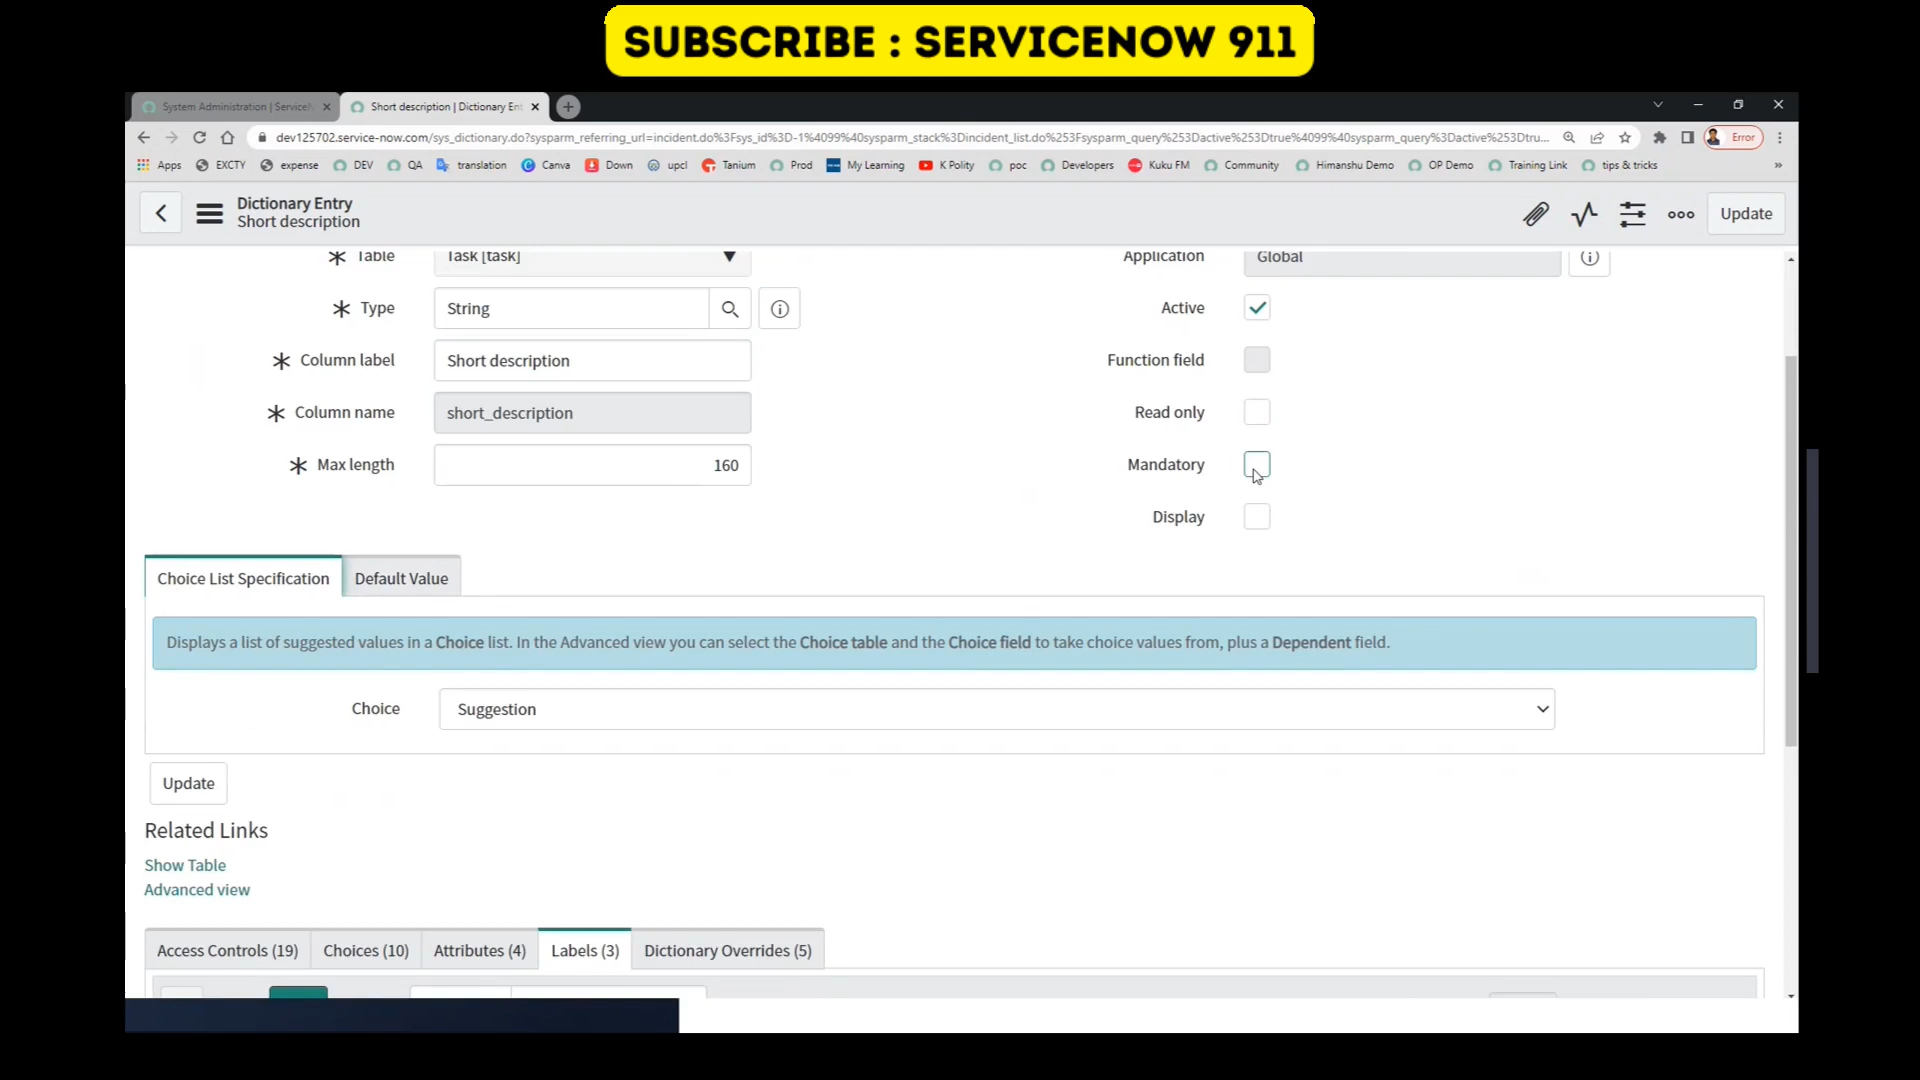 SUBSCRIBE : SERVICENOW 911
System Administration | Service
Short description | Dictionary Ent
dev125702.service-now.com/sys_dictionary.do?sysparm_referring_url=incident.do%3Fsys_id%3D-1%4099%40sysparm_stack%3Dincident_list.do%253Fsysparm_query%253Dactive%253Dtrue%4099%40sysparm_query%3Dactive%253Dtru...
Error
Apps EXCTY expense DEV QA translation Canva Down upcl Tanium Prod My Learning K Polity poc Developers Kuku FM Community Himanshu Demo OP Demo Training Link tips & tricks »
Dictionary Entry
Short description
Update
Table Task [task] Application Global
Type String Active
Column label Short description Function field
Column name short_description Read only
Max length 160 Mandatory
Display
Choice List Specification Default Value
Displays a list of suggested values in a Choice list. In the Advanced view you can select the Choice table and the Choice field to take choice values from, plus a Dependent field.
Choice Suggestion
Update
Related Links
Show Table
Advanced view
Access Controls (19) Choices (10) Attributes (4) Labels (3) Dictionary Overrides (5)